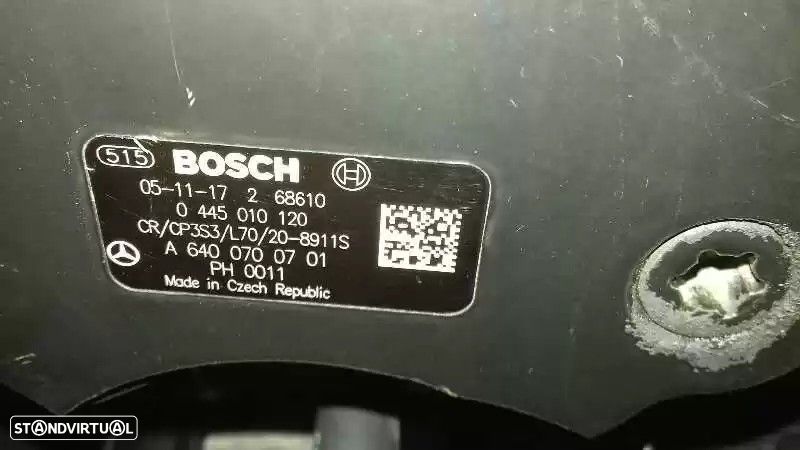 515 BOSCH
05-11-17 2 68610
0 445 010 120
CR/CP3S3/L70/20-8911S
A 640 070 07 01
PH 0011
Made in Czech Republic
STANDVIRTUAL